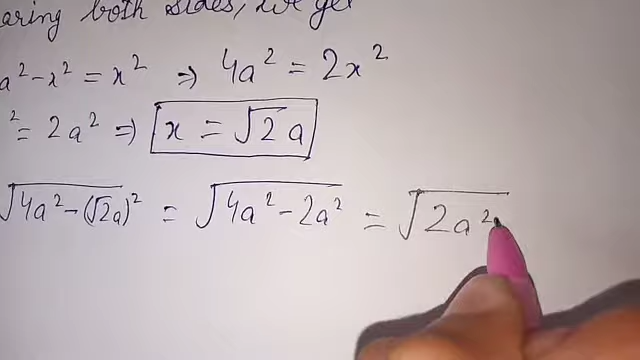 aring both sides, we get
a² - x² = x² ⇒ 4a² = 2x²
² = 2a² ⇒ x = √2 a
√4a² - (√2a)² = √4a² - 2a² = √2a²